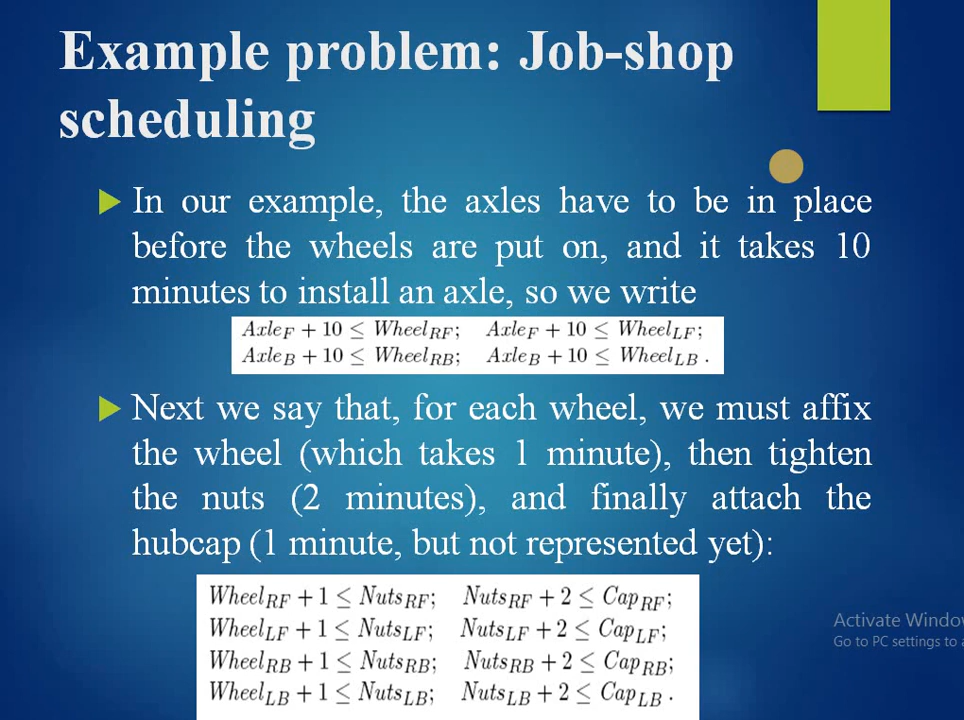 Example problem: Job-shop
scheduling
In our example, the axles have to be in place
before the wheels are put on, and it takes 10
minutes to install an axle, so we write
Axle_F + 10 ≤ Wheel_RF; Axle_F + 10 ≤ Wheel_LF;
Axle_B + 10 ≤ Wheel_RB; Axle_B + 10 ≤ Wheel_LB .
Next we say that, for each wheel, we must affix
the wheel (which takes 1 minute), then tighten
the nuts (2 minutes), and finally attach the
hubcap (1 minute, but not represented yet):
Wheel_RF + 1 ≤ Nuts_RF; Nuts_RF + 2 ≤ Cap_RF;
Wheel_LF + 1 ≤ Nuts_LF; Nuts_LF + 2 ≤ Cap_LF;
Wheel_RB + 1 ≤ Nuts_RB; Nuts_RB + 2 ≤ Cap_RB;
Wheel_LB + 1 ≤ Nuts_LB; Nuts_LB + 2 ≤ Cap_LB .
Activate Window
Go to PC settings to a